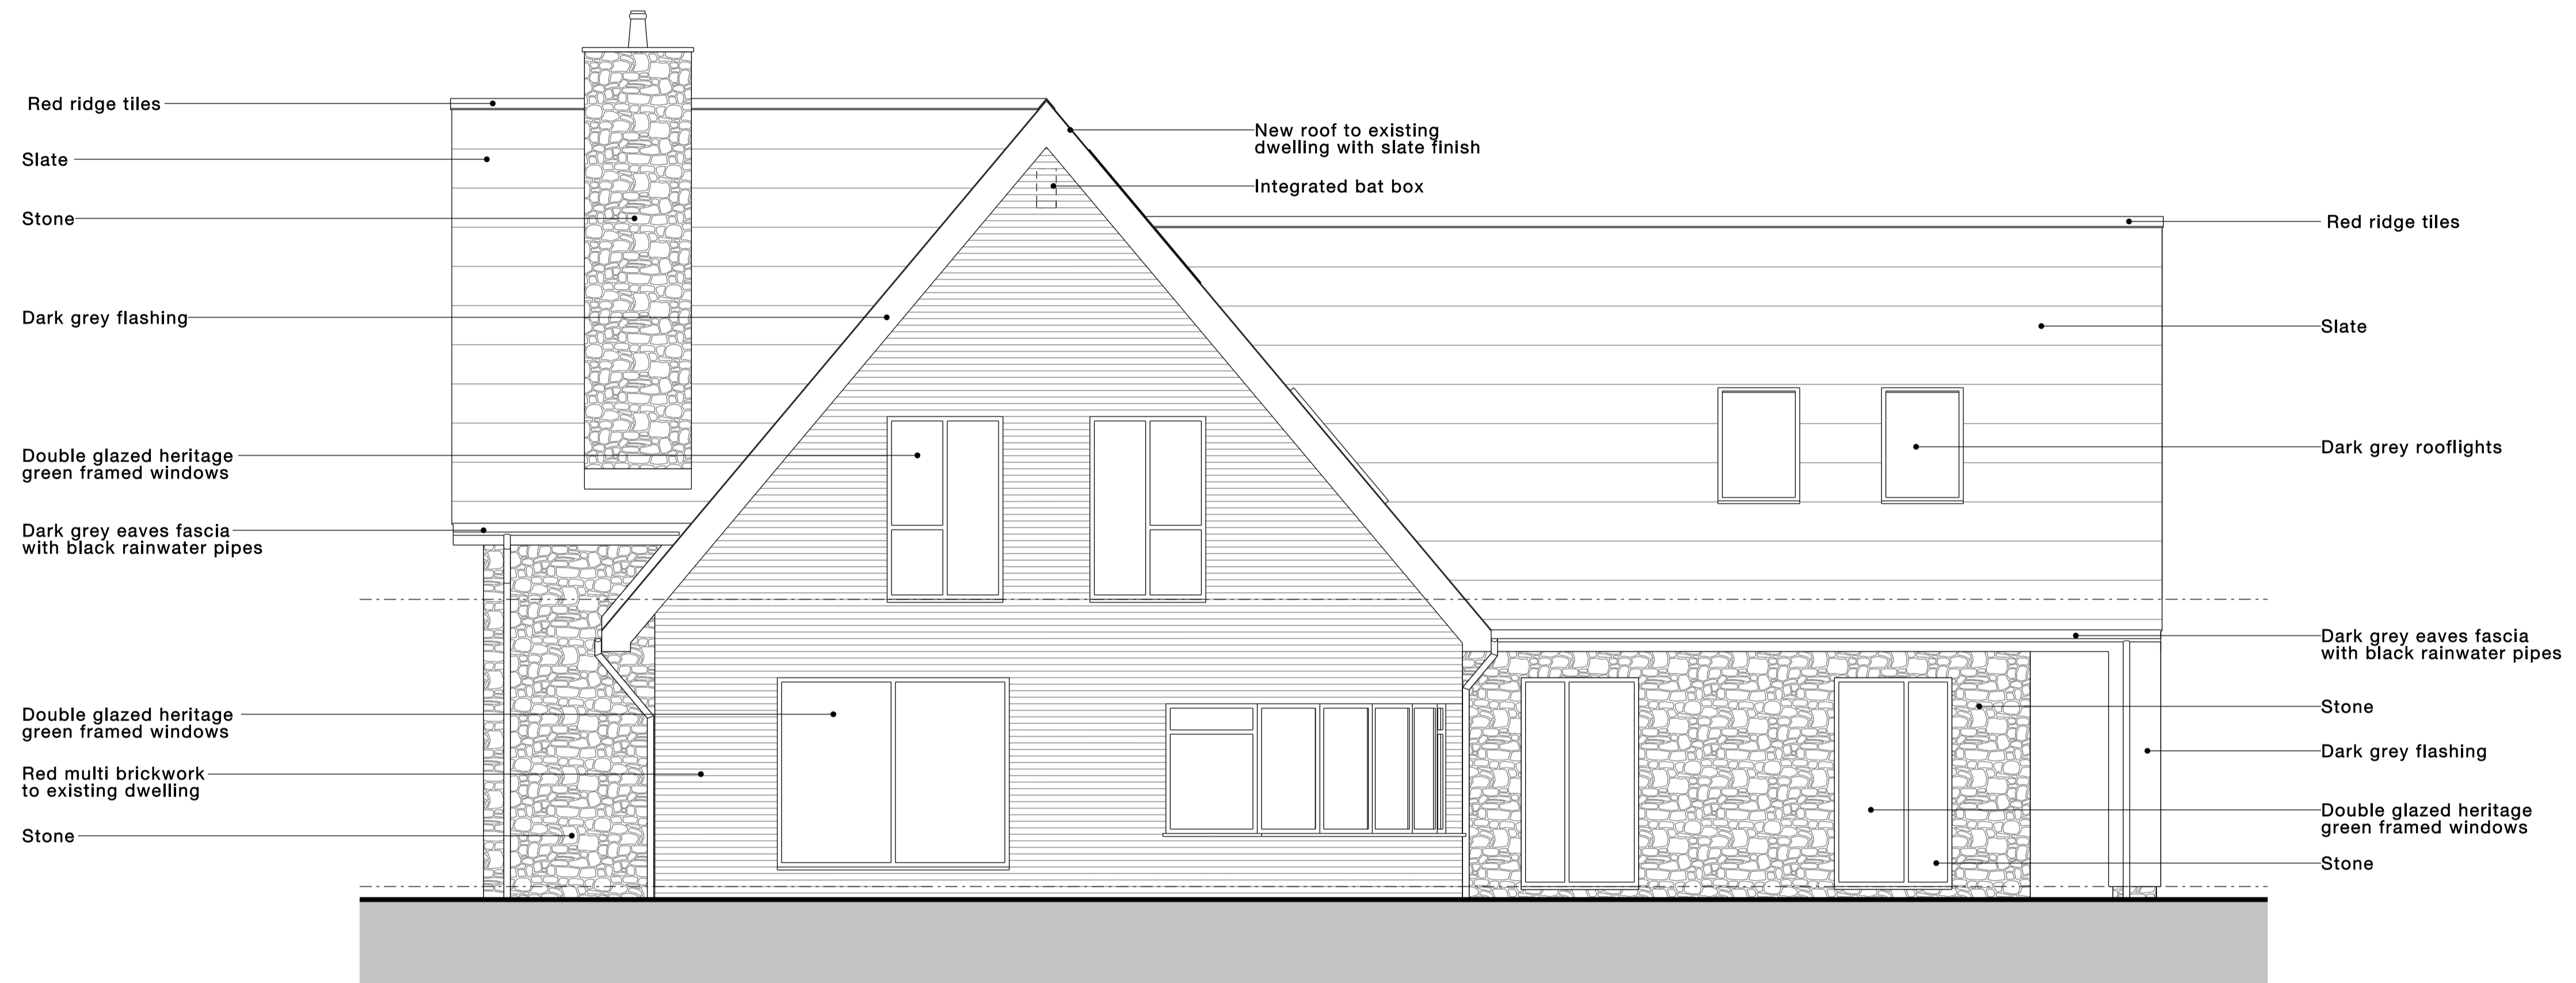 Red ridge tiles
Slate
Stone
Dark grey flashing
Double glazed heritage
green framed windows
Dark grey eaves fascia
with black rainwater pipes
Double glazed heritage
green framed windows
Red multi brickwork
to existing dwelling
Stone
New roof to existing
dwelling with slate finish
Integrated bat box
Red ridge tiles
Slate
Dark grey rooflights
Dark grey eaves fascia
with black rainwater pipes
Stone
Dark grey flashing
Double glazed heritage
green framed windows
Stone